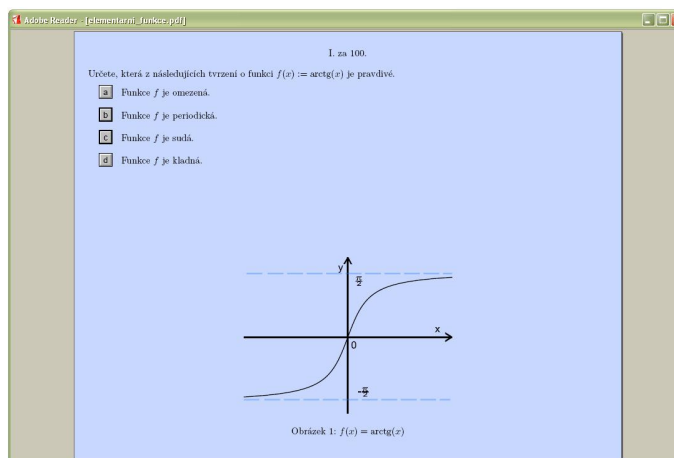 Adobe Reader - [elementarni_funkce.pdf]
I. za 100.
Určete, která z následujících tvrzení o funkci f(x) := arctg(x) je pravdivé.
a Funkce f je omezená.
b Funkce f je periodická.
c Funkce f je sudá.
d Funkce f je kladná.
y
π/2
x
0
-π/2
Obrázek 1: f(x) = arctg(x)